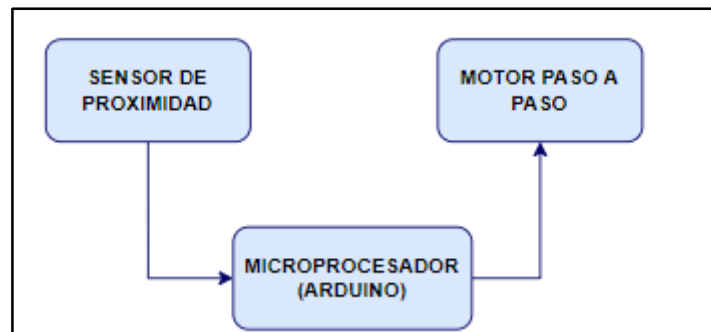 SENSOR DE
PROXIMIDAD
MOTOR PASO A
PASO
MICROPROCESADOR
(ARDUINO)